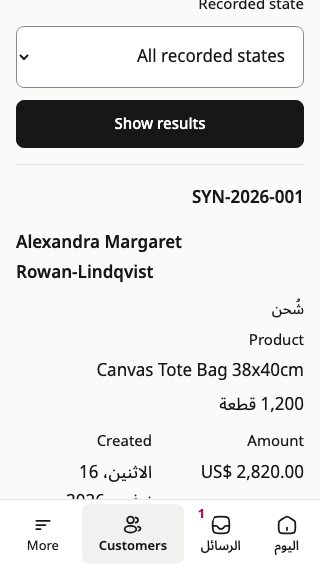 Recorded state
All recorded states
Show results
SYN-2026-001
Alexandra Margaret
Rowan-Lindqvist
شُحن
Product
Canvas Tote Bag 38x40cm
1,200 قطعة
Amount
US$ 2,820.00
Created
الاثنين، 16
اليوم
الرسائل
1
Customers
More